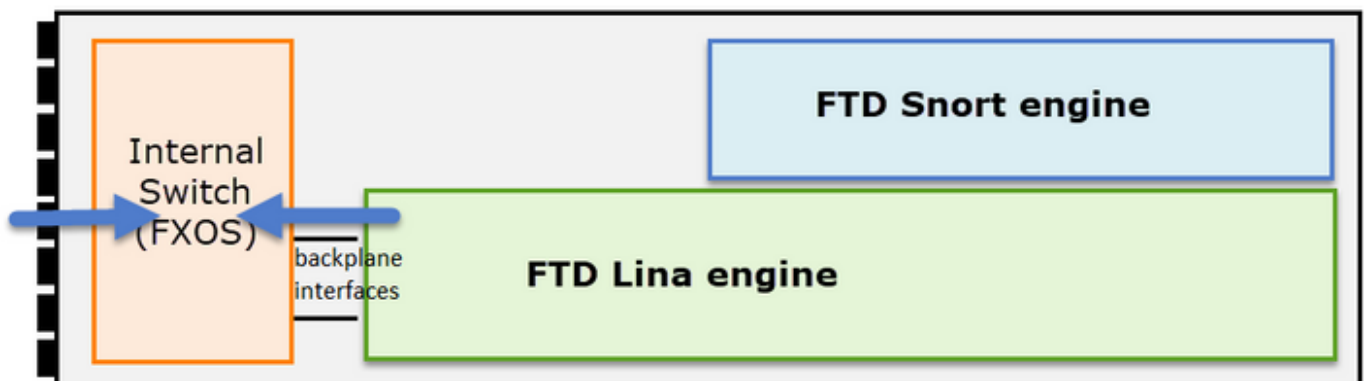 FTD Snort engine
Internal
Switch
(FXOS)
backplane
interfaces
FTD Lina engine